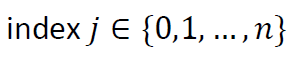 index j ∈ {0,1, … , n}